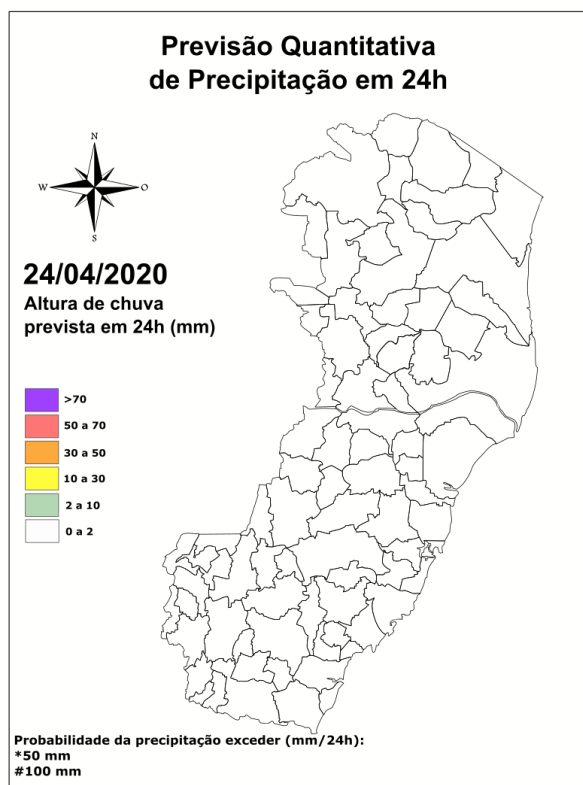 Previsão Quantitativa
de Precipitação em 24h
N
W
O
S
24/04/2020
Altura de chuva
prevista em 24h (mm)
>70
50 a 70
30 a 50
10 a 30
2 a 10
0 a 2
Probabilidade da precipitação exceder (mm/24h):
*50 mm
#100 mm